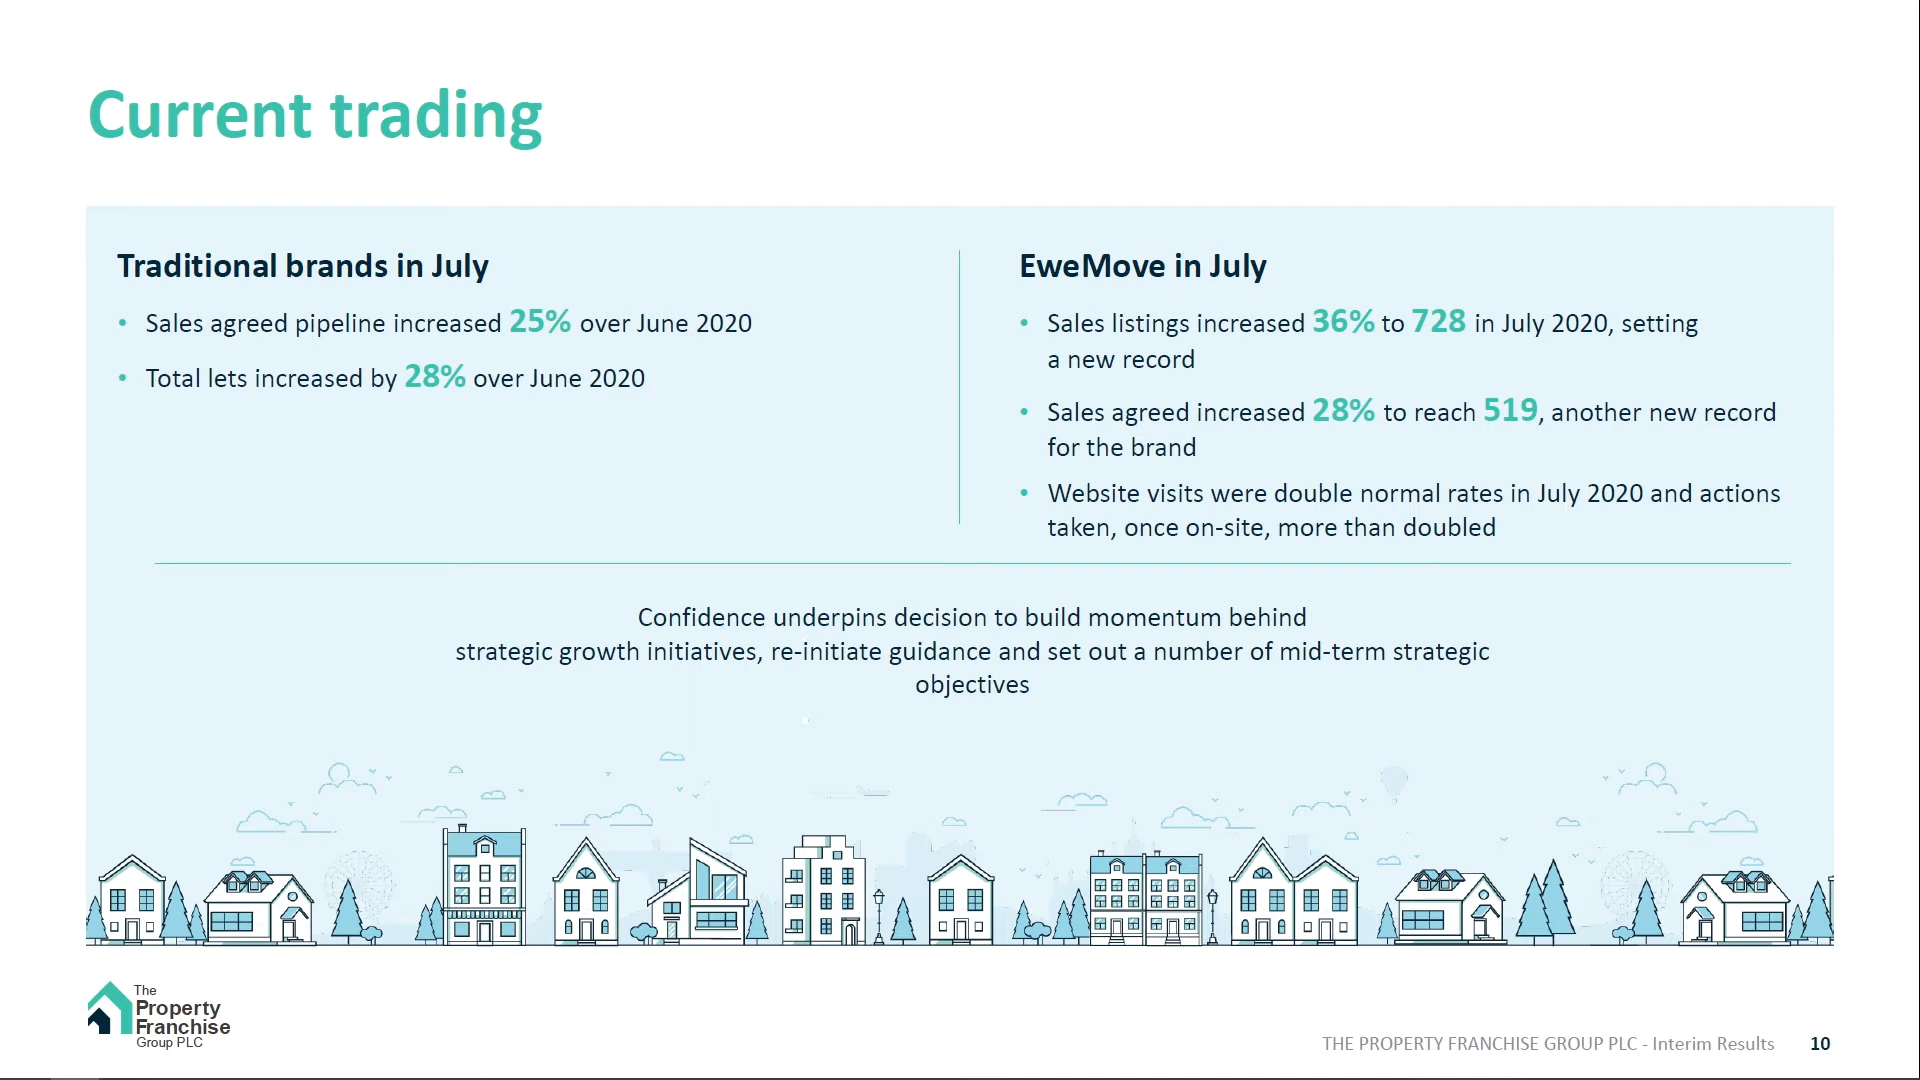 Current trading
Traditional brands in July
• Sales agreed pipeline increased 25% over June 2020
• Total lets increased by 28% over June 2020
EweMove in July
• Sales listings increased 36% to 728 in July 2020, setting
a new record
• Sales agreed increased 28% to reach 519, another new record
for the brand
• Website visits were double normal rates in July 2020 and actions
taken, once on-site, more than doubled
Confidence underpins decision to build momentum behind
strategic growth initiatives, re-initiate guidance and set out a number of mid-term strategic
objectives
The
Property
Franchise
Group PLC
THE PROPERTY FRANCHISE GROUP PLC - Interim Results 10